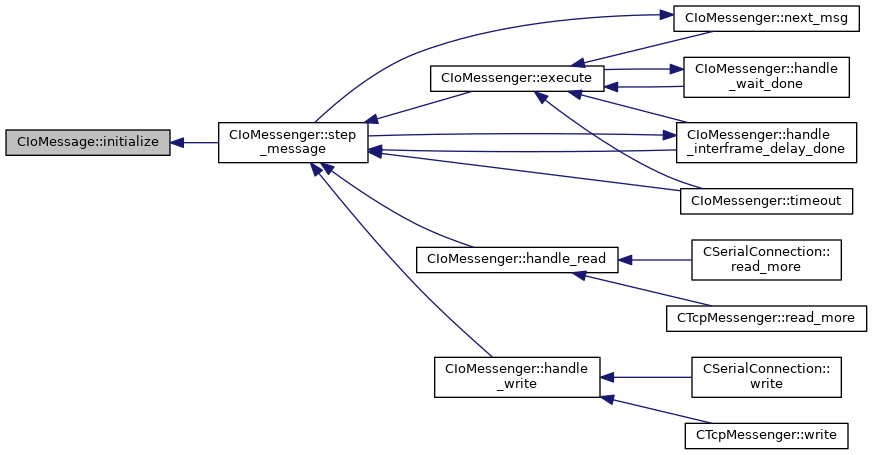 CIoMessage::initialize
CIoMessenger::step
_message
CIoMessenger::execute
CIoMessenger::next_msg
CIoMessenger::handle
_wait_done
CIoMessenger::handle
_interframe_delay_done
CIoMessenger::timeout
CIoMessenger::handle_read
CSerialConnection::
read_more
CTcpMessenger::read_more
CIoMessenger::handle
_write
CSerialConnection::
write
CTcpMessenger::write